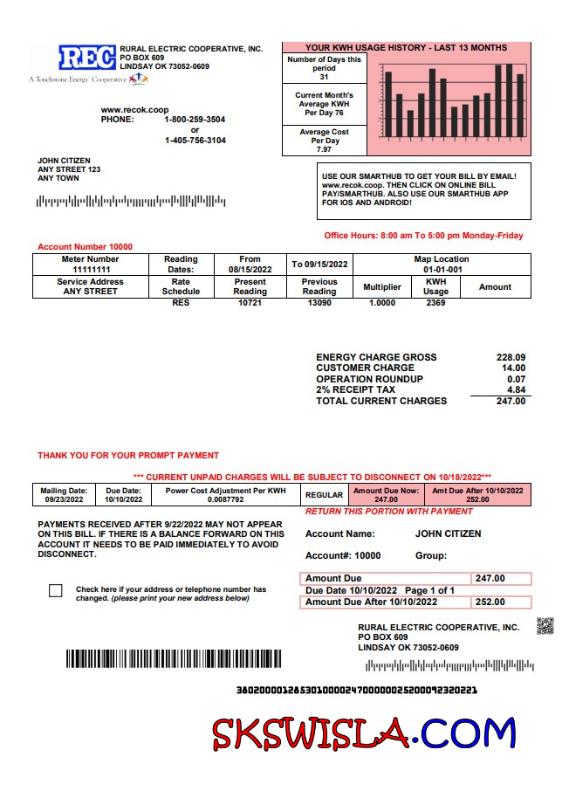 REC
A Touchstone Energy® Cooperative
RURAL ELECTRIC COOPERATIVE, INC.
PO BOX 609
LINDSAY OK 73052-0609
www.recok.coop
PHONE: 1-800-259-3504
or
1-405-756-3104
YOUR KWH USAGE HISTORY - LAST 13 MONTHS
Number of Days this
period
31
Current Month's
Average KWH
Per Day 76
Average Cost
Per Day
7.97
JOHN CITIZEN
ANY STREET 123
ANY TOWN
USE OUR SMARTHUB TO GET YOUR BILL BY EMAIL!
www.recok.coop. THEN CLICK ON ONLINE BILL
PAY/SMARTHUB. ALSO USE OUR SMARTHUB APP
FOR IOS AND ANDROID!
Office Hours: 8:00 am To 5:00 pm Monday-Friday
Account Number 10000
Meter Number 11111111 Reading Dates: From 08/15/2022 To 09/15/2022 Map Location 01-01-001
Service Address ANY STREET Rate Schedule Present Reading Previous Reading Multiplier KWH Usage Amount
RES 10721 13090 1.0000 2369
ENERGY CHARGE GROSS 228.09
CUSTOMER CHARGE 14.00
OPERATION ROUNDUP 0.07
2% RECEIPT TAX 4.84
TOTAL CURRENT CHARGES 247.00
THANK YOU FOR YOUR PROMPT PAYMENT
*** CURRENT UNPAID CHARGES WILL BE SUBJECT TO DISCONNECT ON 10/18/2022***
Mailing Date: 09/23/2022 Due Date: 10/10/2022 Power Cost Adjustment Per KWH 0.0087792 REGULAR Amount Due Now: 247.00 Amt Due After 10/10/2022 252.00
RETURN THIS PORTION WITH PAYMENT
PAYMENTS RECEIVED AFTER 9/22/2022 MAY NOT APPEAR
ON THIS BILL. IF THERE IS A BALANCE FORWARD ON THIS
ACCOUNT IT NEEDS TO BE PAID IMMEDIATELY TO AVOID
DISCONNECT.
Account Name: JOHN CITIZEN
Account#: 10000 Group:
Check here if your address or telephone number has
changed. (please print your new address below)
Amount Due 247.00
Due Date 10/10/2022 Page 1 of 1
Amount Due After 10/10/2022 252.00
RURAL ELECTRIC COOPERATIVE, INC.
PO BOX 609
LINDSAY OK 73052-0609
SKSWISLA.COM